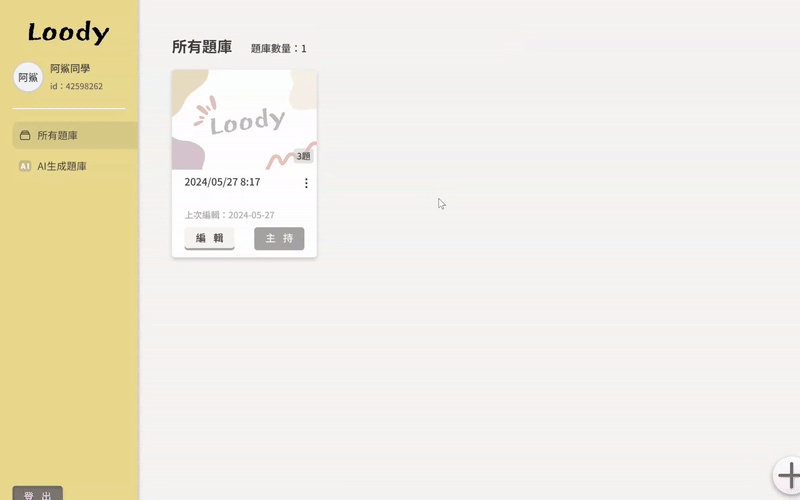 Loody
阿鯊
阿鯊同學
id：42598262
所有題庫
AI AI生成題庫
登 出
所有題庫
題庫數量：1
Loody
3題
2024/05/27 8:17
上次編輯：2024-05-27
編 輯
主 持